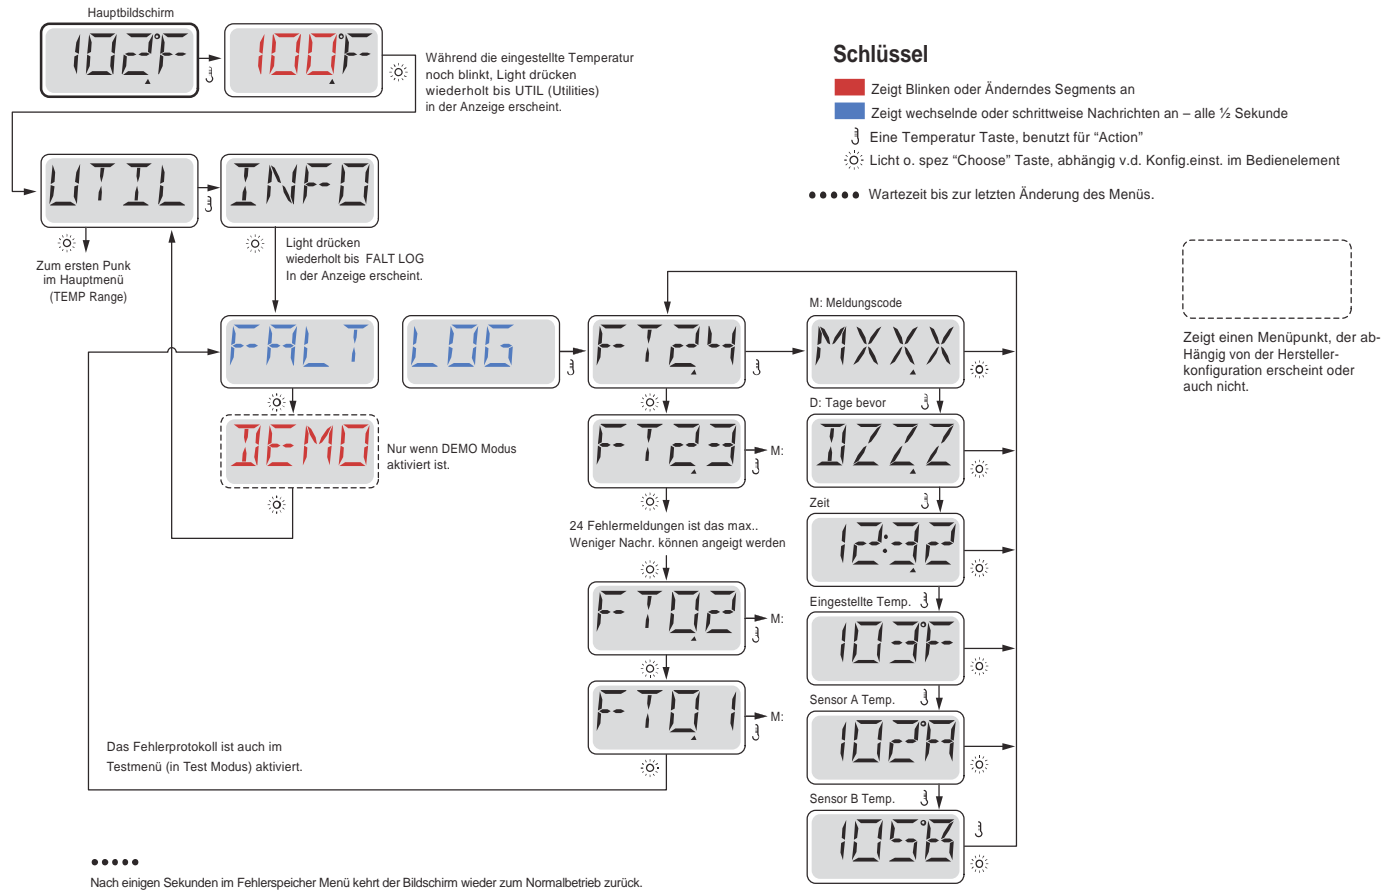 Hauptbildschirm
102°F
100°F
Während die eingestellte Temperatur
noch blinkt, Light drücken
wiederholt bis UTIL (Utilities)
in der Anzeige erscheint.
Schlüssel
Zeigt Blinken oder Änderndes Segments an
Zeigt wechselnde oder schrittweise Nachrichten an – alle ½ Sekunde
Eine Temperatur Taste, benutzt für “Action”
Licht o. spez “Choose” Taste, abhängig v.d. Konfig.einst. im Bedienelement
Wartezeit bis zur letzten Änderung des Menüs.
UTIL
INFO
Zum ersten Punk
im Hauptmenü
(TEMP Range)
Light drücken
wiederholt bis FALT LOG
In der Anzeige erscheint.
Zeigt einen Menüpunkt, der ab-
Hängig von der Hersteller-
konfiguration erscheint oder
auch nicht.
FALT
LOG
FT24
M: Meldungscode
MXXX
DEMO
Nur wenn DEMO Modus
aktiviert ist.
FT23
M:
D: Tage bevor
DZZZ
24 Fehlermeldungen ist das max..
Weniger Nachr. können angeigt werden
Zeit
12:32
FT02
M:
Eingestellte Temp.
103°F
FT01
M:
Sensor A Temp.
102°A
Sensor B Temp.
105°B
Das Fehlerprotokoll ist auch im
Testmenü (in Test Modus) aktiviert.
Nach einigen Sekunden im Fehlerspeicher Menü kehrt der Bildschirm wieder zum Normalbetrieb zurück.